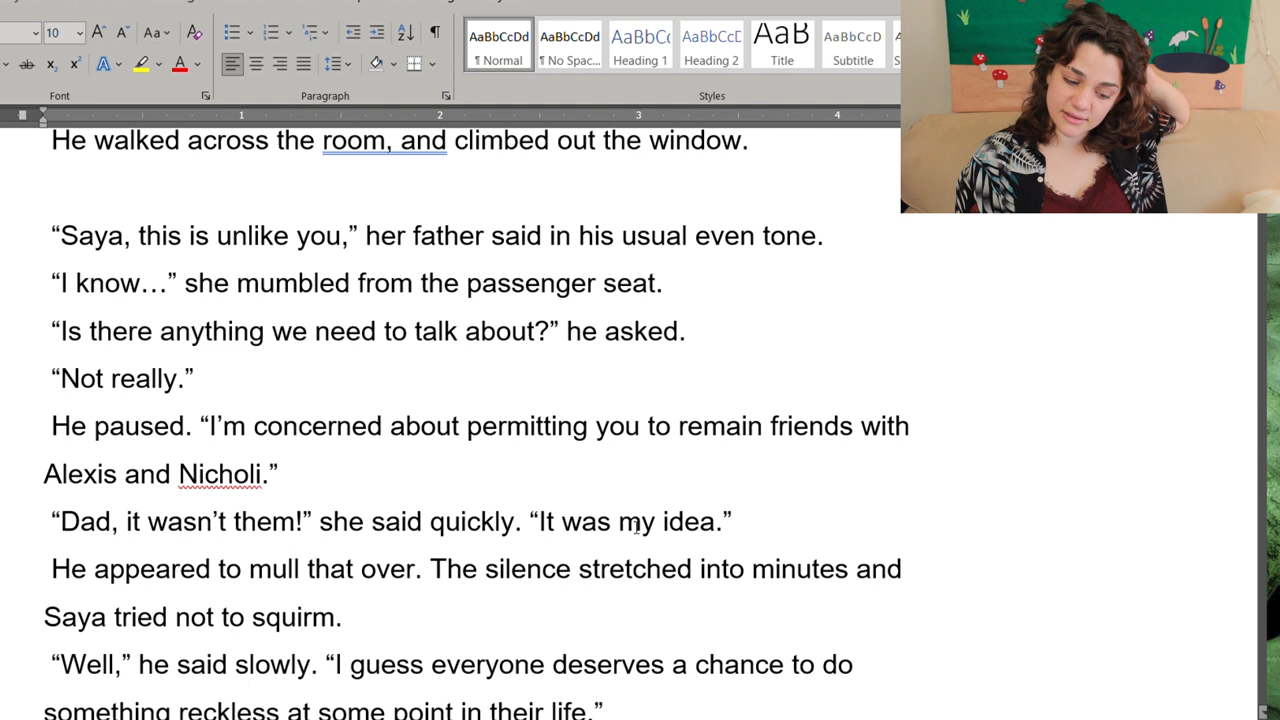 10 Aa
AaBbCcDd AaBbCcDd AaBbCc AaBbCcD AaB AaBbCcD
¶ Normal ¶ No Spac... Heading 1 Heading 2 Title Subtitle
Font Paragraph Styles
1 2 3 4
He walked across the room, and climbed out the window.
“Saya, this is unlike you,” her father said in his usual even tone.
“I know…” she mumbled from the passenger seat.
“Is there anything we need to talk about?” he asked.
“Not really.”
He paused. “I’m concerned about permitting you to remain friends with
Alexis and Nicholi.”
“Dad, it wasn’t them!” she said quickly. “It was my idea.”
He appeared to mull that over. The silence stretched into minutes and
Saya tried not to squirm.
“Well,” he said slowly. “I guess everyone deserves a chance to do
something reckless at some point in their life.”